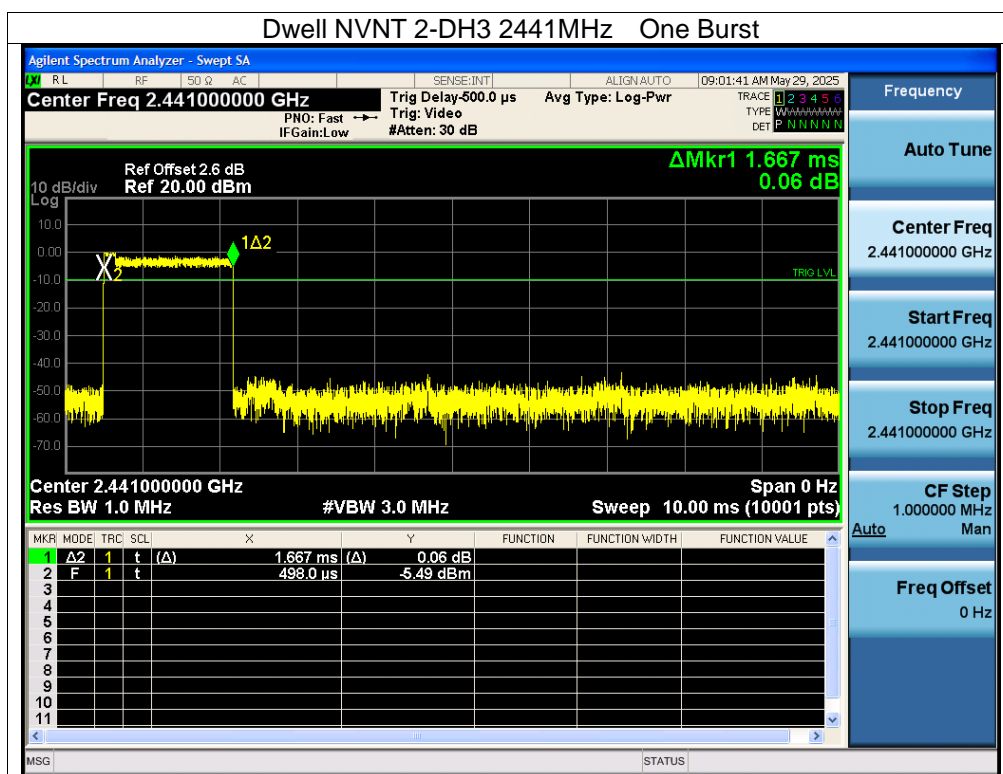 Dwell NVNT 2-DH3 2441MHz One Burst
Agilent Spectrum Analyzer - Swept SA
LXI RL RF 50 Ω AC SENSE:INT ALIGN AUTO 09:01:41 AM May 29, 2025
Center Freq 2.441000000 GHz Trig Delay-500.0 µs Avg Type: Log-Pwr TRACE 1 2 3 4 5 6
PNO: Fast Trig: Video TYPE WWWWWW
IFGain:Low #Atten: 30 dB DET P N N N N N
Ref Offset 2.6 dB ΔMkr1 1.667 ms
10 dB/div Ref 20.00 dBm 0.06 dB
Log
10.0
0.00
-10.0
-20.0
-30.0
-40.0
-50.0
-60.0
-70.0
1Δ2
2
TRIG LVL
Center 2.441000000 GHz Span 0 Hz
Res BW 1.0 MHz #VBW 3.0 MHz Sweep 10.00 ms (10001 pts)
MKR MODE TRC SCL X Y FUNCTION FUNCTION WIDTH FUNCTION VALUE
1 Δ2 1 t (Δ) 1.667 ms (Δ) 0.06 dB
2 F 1 t 498.0 µs -5.49 dBm
3
4
5
6
7
8
9
10
11
MSG STATUS
Frequency
Auto Tune
Center Freq
2.441000000 GHz
Start Freq
2.441000000 GHz
Stop Freq
2.441000000 GHz
CF Step
1.000000 MHz
Auto Man
Freq Offset
0 Hz